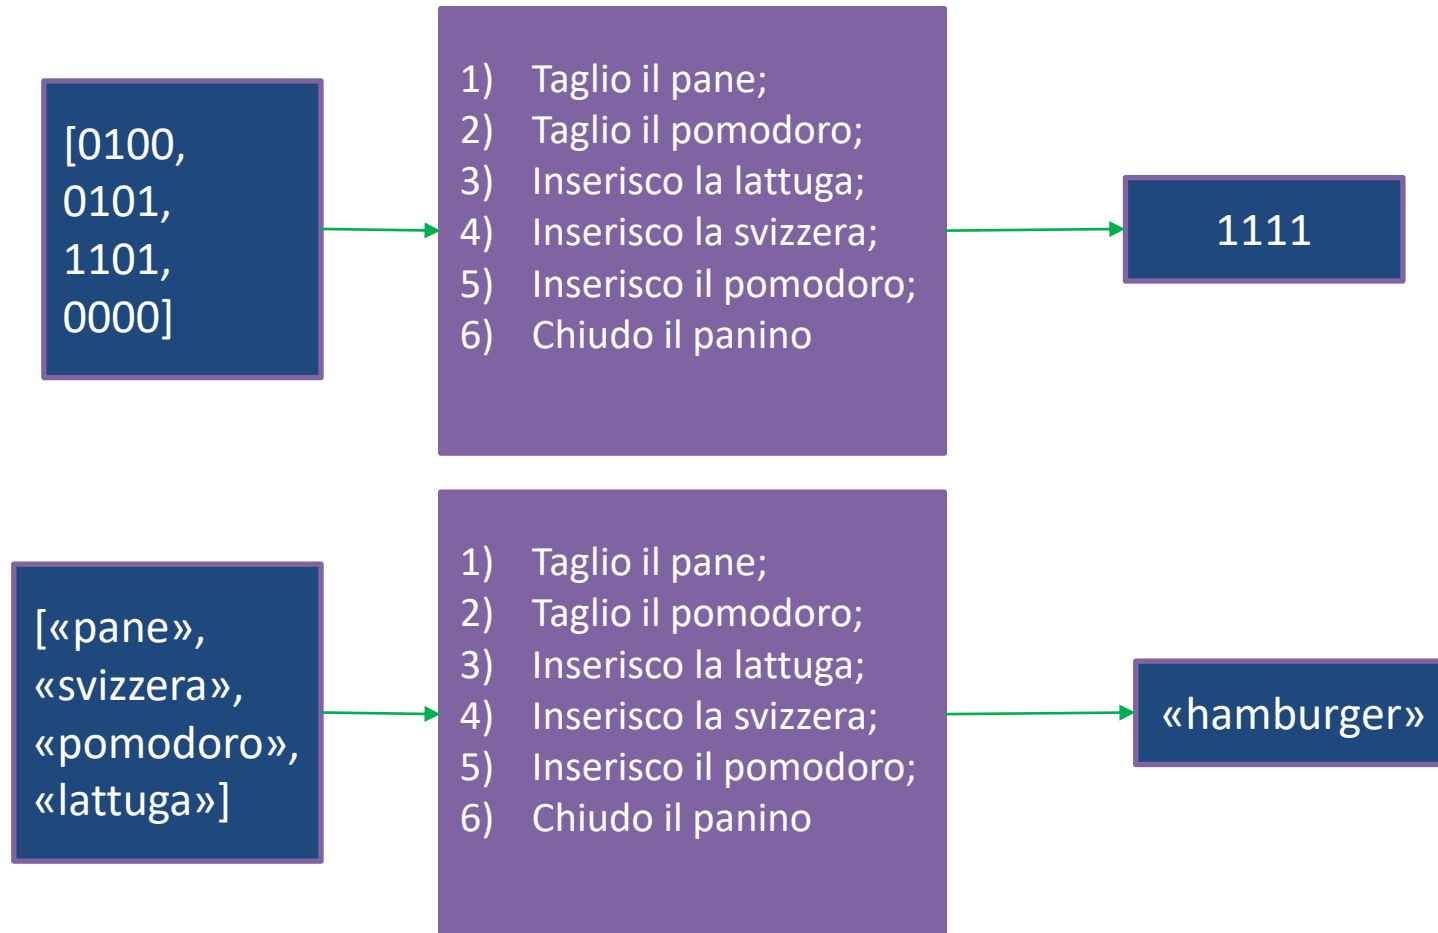 [0100,
0101,
1101,
0000]
1) Taglio il pane;
2) Taglio il pomodoro;
3) Inserisco la lattuga;
4) Inserisco la svizzera;
5) Inserisco il pomodoro;
6) Chiudo il panino
1111
[«pane»,
«svizzera»,
«pomodoro»,
«lattuga»]
1) Taglio il pane;
2) Taglio il pomodoro;
3) Inserisco la lattuga;
4) Inserisco la svizzera;
5) Inserisco il pomodoro;
6) Chiudo il panino
«hamburger»